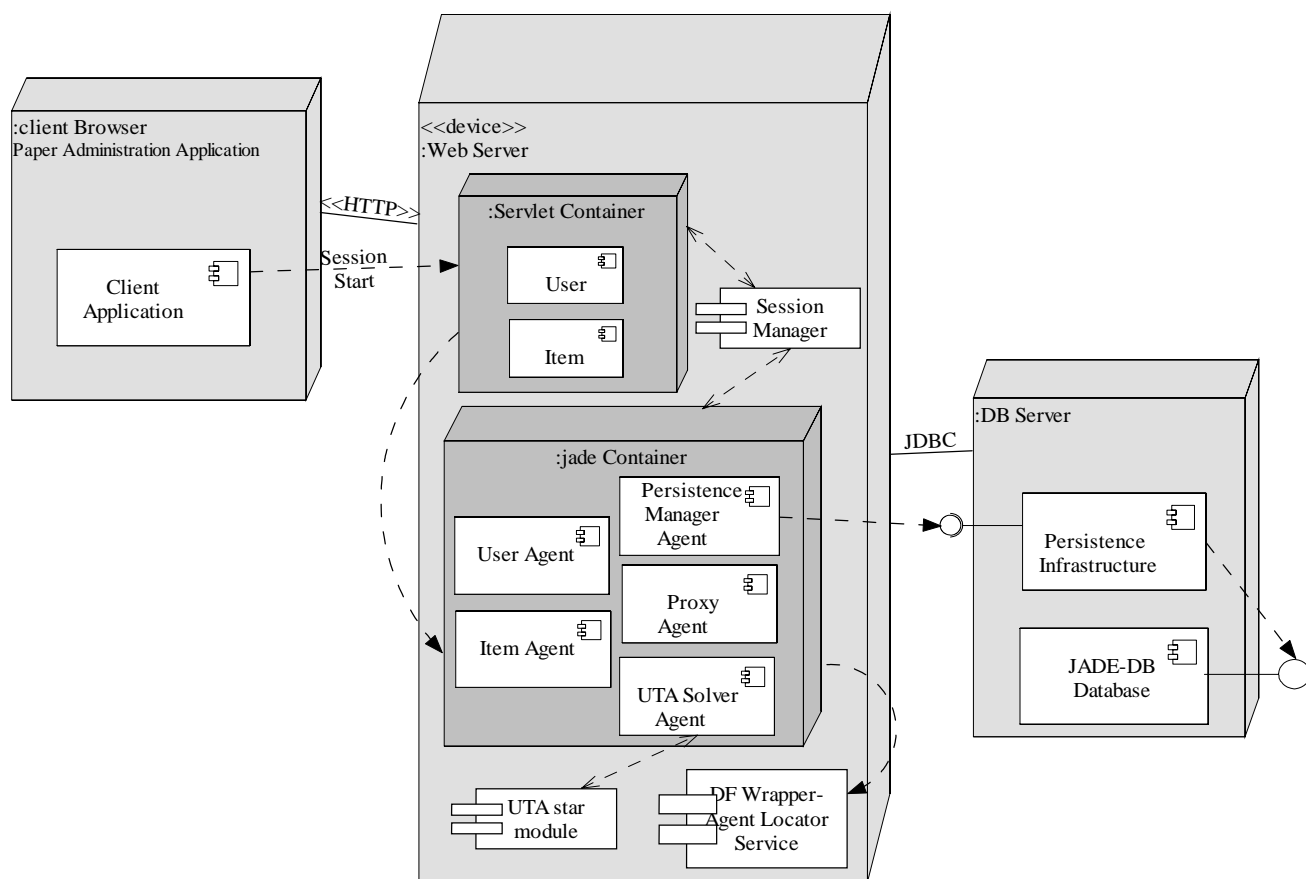 :client Browser
Paper Administration Application
Client
Application
<<HTTP>>
Session
Start
<<device>>
:Web Server
:Servlet Container
User
Item
Session
Manager
:jade Container
Persistence
Manager
Agent
User Agent
Proxy
Agent
Item Agent
UTA Solver
Agent
UTA star
module
DF Wrapper-
Agent Locator
Service
JDBC
:DB Server
Persistence
Infrastructure
JADE-DB
Database